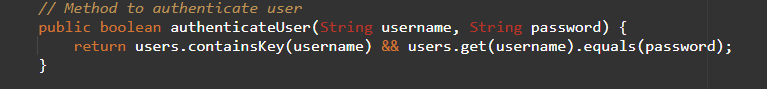 // Method to authenticate user
public boolean authenticateUser(String username, String password) {
return users.containsKey(username) && users.get(username).equals(password);
}